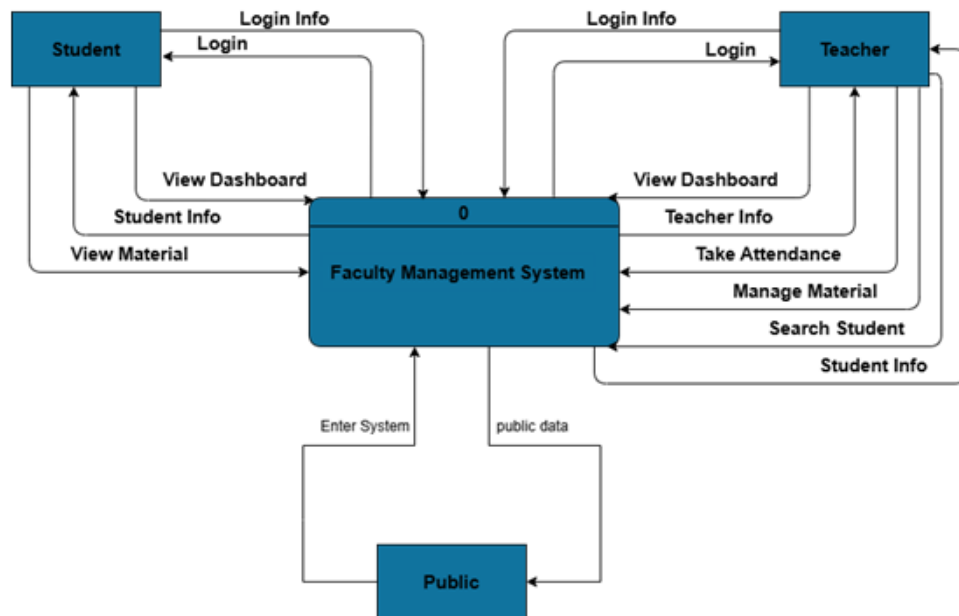 Login Info
Login Info
Student
Login
Login
Teacher
View Dashboard
View Dashboard
0
Student Info
Teacher Info
View Material
Take Attendance
Faculty Management System
Manage Material
Search Student
Student Info
Enter System
public data
Public